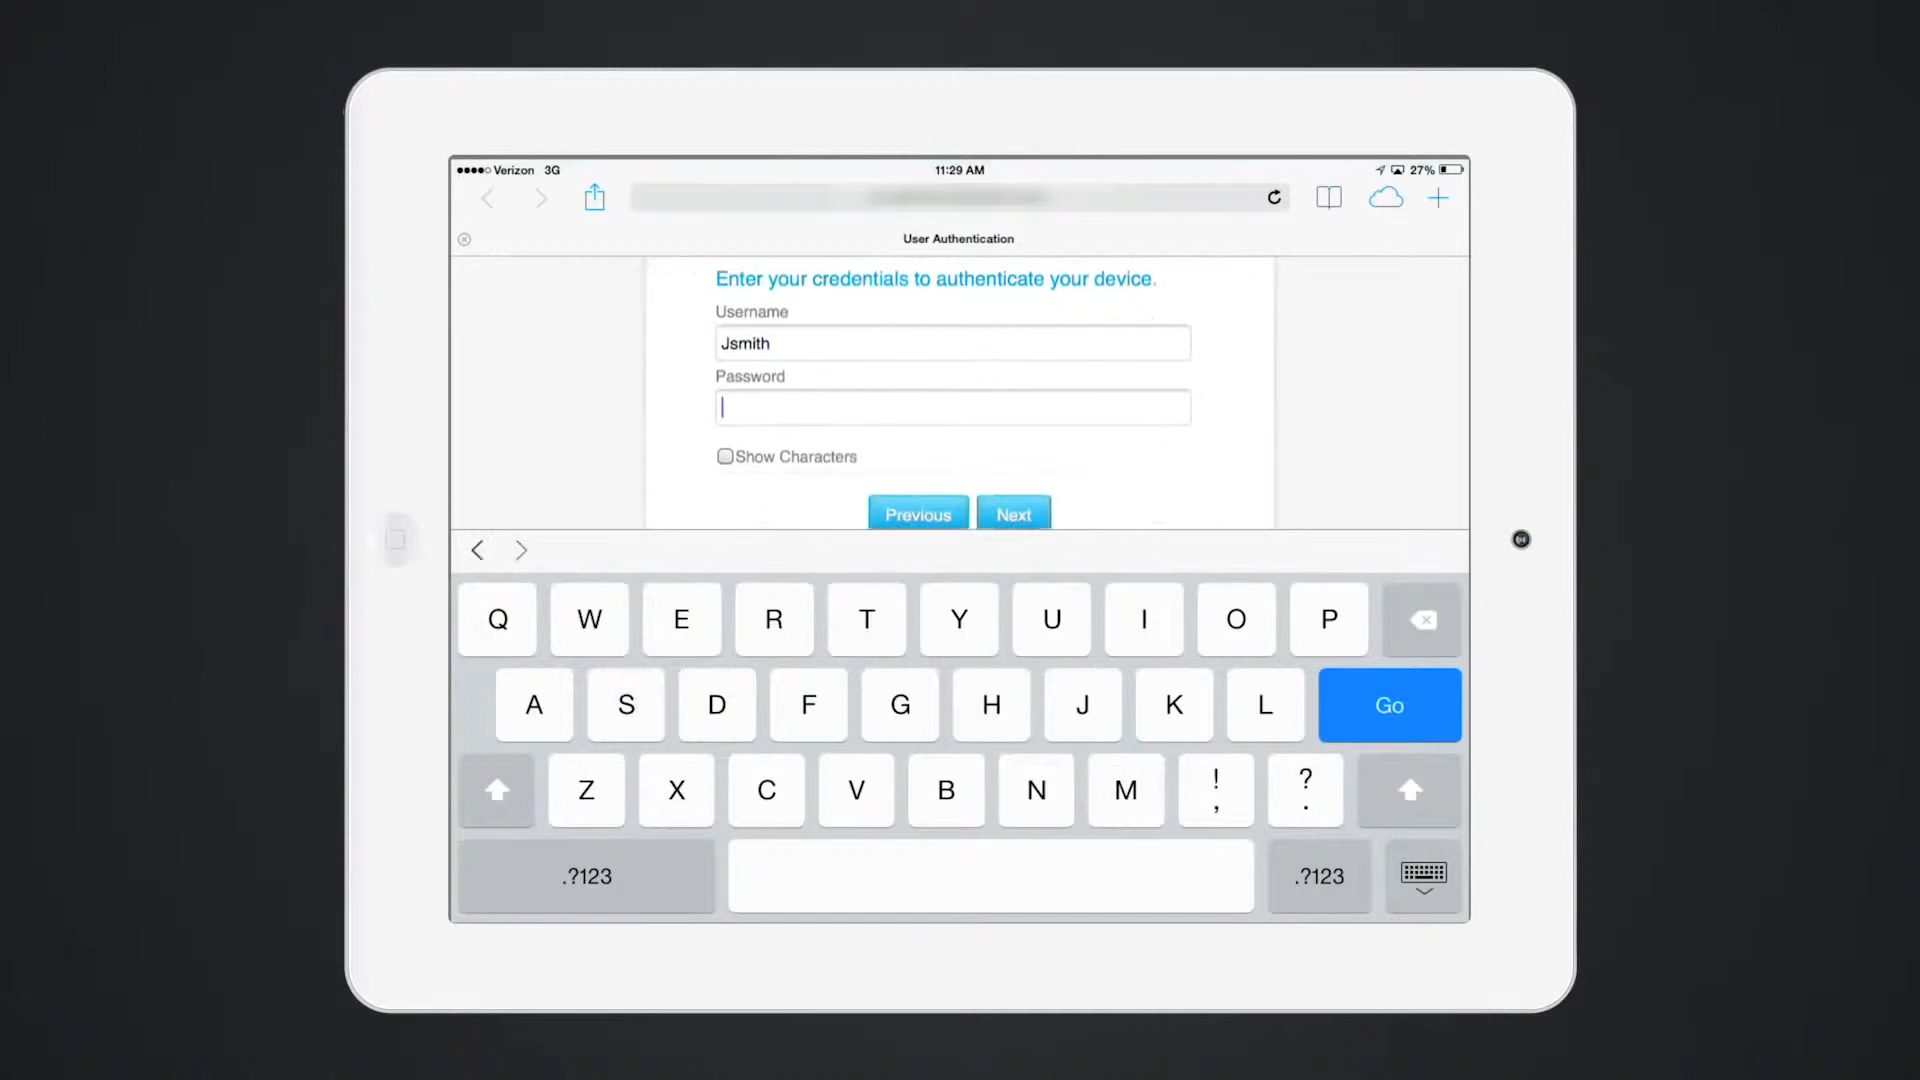 Verizon 3G 11:29 AM 27%
User Authentication
Enter your credentials to authenticate your device.
Username
Jsmith
Password
Show Characters
Previous Next
Q W E R T Y U I O P
A S D F G H J K L Go
Z X C V B N M ! , ? .
.?123 .?123